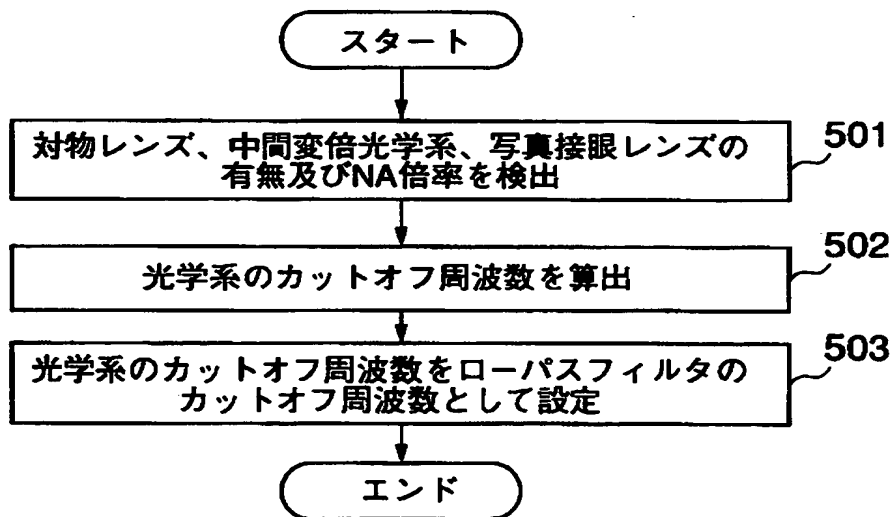 スタート
対物レンズ、中間変倍光学系、写真接眼レンズの
有無及びNA倍率を検出
501
光学系のカットオフ周波数を算出
502
光学系のカットオフ周波数をローパスフィルタの
カットオフ周波数として設定
503
エンド